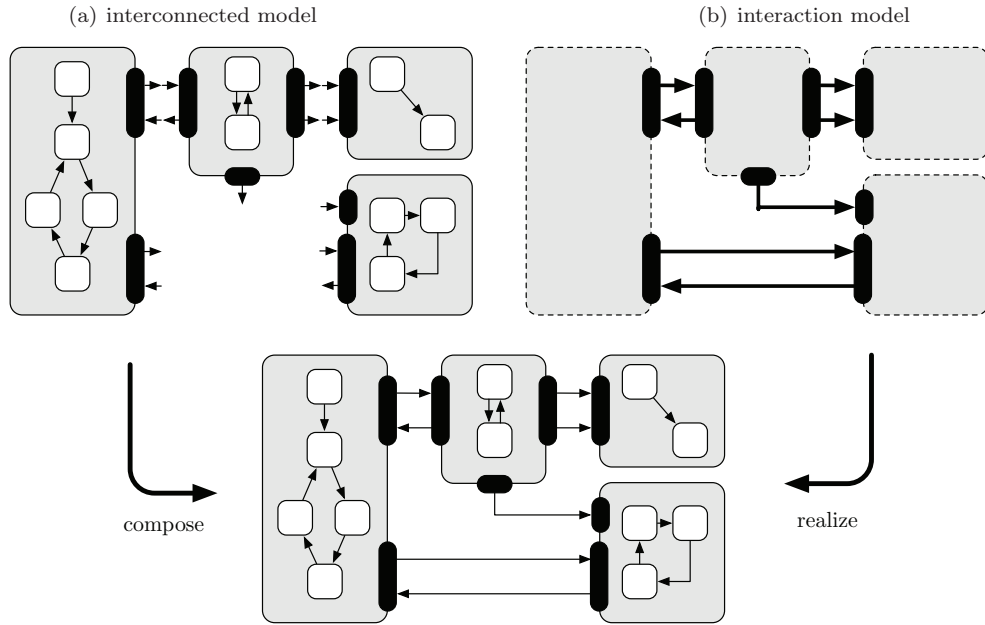 (a) interconnected model
(b) interaction model
compose
realize